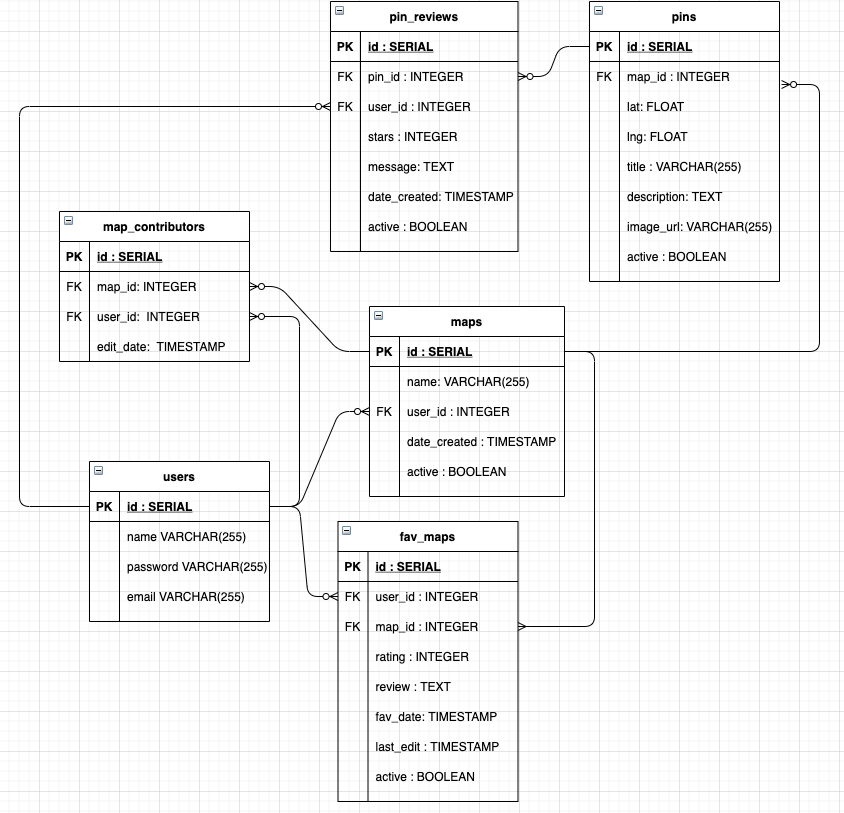 pin_reviews
PK id : SERIAL
FK pin_id : INTEGER
FK user_id : INTEGER
stars : INTEGER
message: TEXT
date_created: TIMESTAMP
active : BOOLEAN
pins
PK id : SERIAL
FK map_id : INTEGER
lat: FLOAT
lng: FLOAT
title : VARCHAR(255)
description: TEXT
image_url: VARCHAR(255)
active : BOOLEAN
map_contributors
PK id : SERIAL
FK map_id: INTEGER
FK user_id: INTEGER
edit_date: TIMESTAMP
maps
PK id : SERIAL
name: VARCHAR(255)
FK user_id : INTEGER
date_created : TIMESTAMP
active : BOOLEAN
users
PK id : SERIAL
name VARCHAR(255)
password VARCHAR(255)
email VARCHAR(255)
fav_maps
PK id : SERIAL
FK user_id : INTEGER
FK map_id : INTEGER
rating : INTEGER
review : TEXT
fav_date: TIMESTAMP
last_edit : TIMESTAMP
active : BOOLEAN